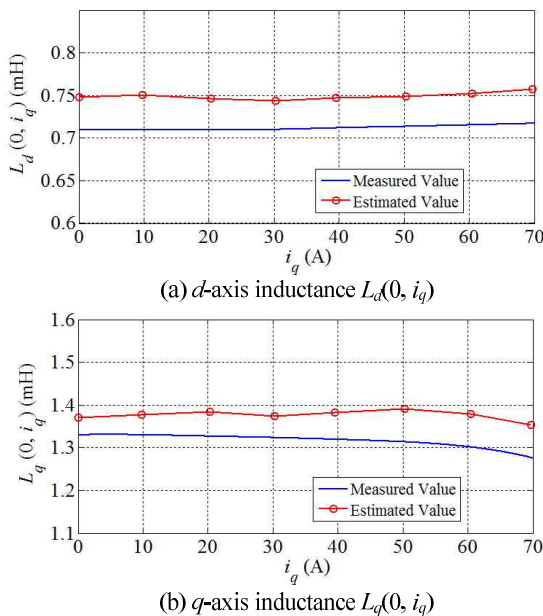 0.8
0.75
0.7
0.65
0.6
L_d (0, i_q) (mH)
Measured Value
Estimated Value
0 10 20 30 40 50 60 70
i_q (A)
(a) d-axis inductance L_d(0, i_q)
1.6
1.5
1.4
1.3
1.2
1.1
L_q (0, i_q) (mH)
Measured Value
Estimated Value
0 10 20 30 40 50 60 70
i_q (A)
(b) q-axis inductance L_q(0, i_q)